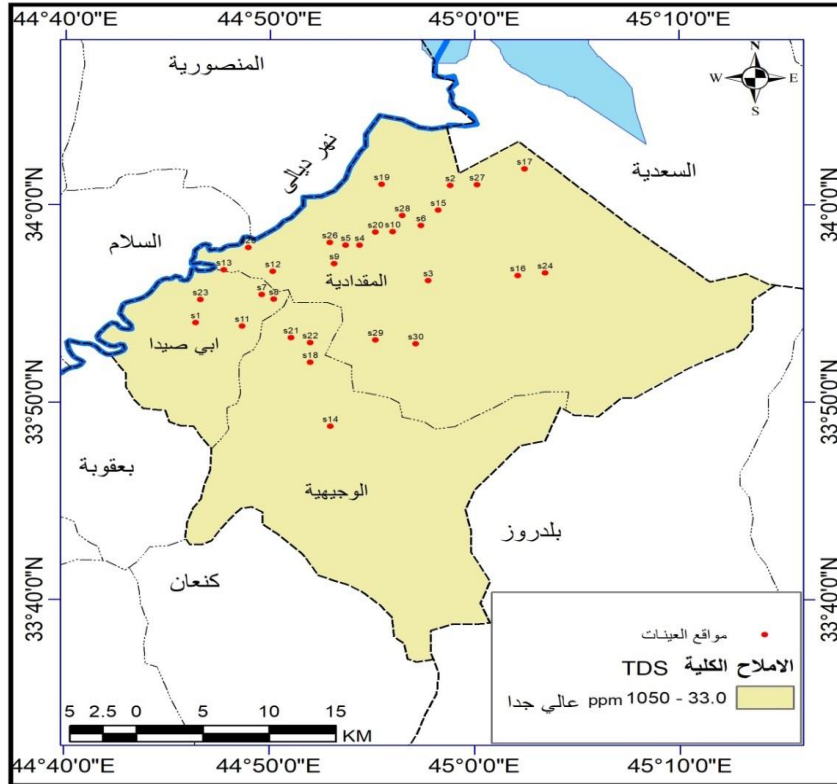 44°40'0"E 44°50'0"E 45°0'0"E 45°10'0"E
المنصورية
N
W E
S
نهر ديالى
السعدية
34°0'0"N 34°0'0"N
السلام
s17
s19 s2 s27
s28 s15
s20 s10 s6
s26 s5 s4
s13 s12 s9
المقدادية
s3 s16 s24
s23 s7 s8
s1 s11
ابي صيدا
s21 s22 s29 s30
s18
33°50'0"N 33°50'0"N
s14
بعقوبة
الوجيهية
بلدروز
كنعان
33°40'0"N 33°40'0"N
مواقع العينات
الاملاح الكلية TDS
عالي جدا ppm 1050 - 33.0
5 2.5 0 5 10 15
KM
44°40'0"E 44°50'0"E 45°0'0"E 45°10'0"E